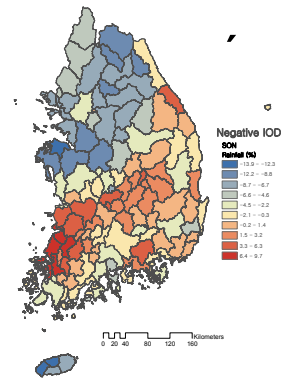 Negative IOD
SON
Rainfall (%)
-13.9 - -12.3
-12.2 - -8.8
-8.7 - -6.7
-6.6 - -4.6
-4.5 - -2.2
-2.1 - -0.3
-0.2 - 1.4
1.5 - 3.2
3.3 - 6.3
6.4 - 9.7
Kilometers
0 20 40 80 120 160